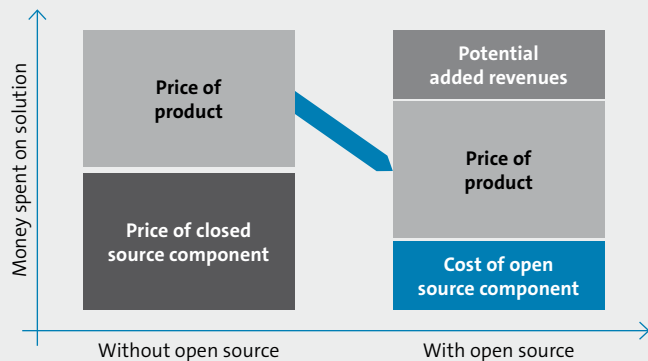 Money spent on solution
Price of
product
Price of closed
source component
Potential
added revenues
Price of
product
Cost of open
source component
Without open source
With open source